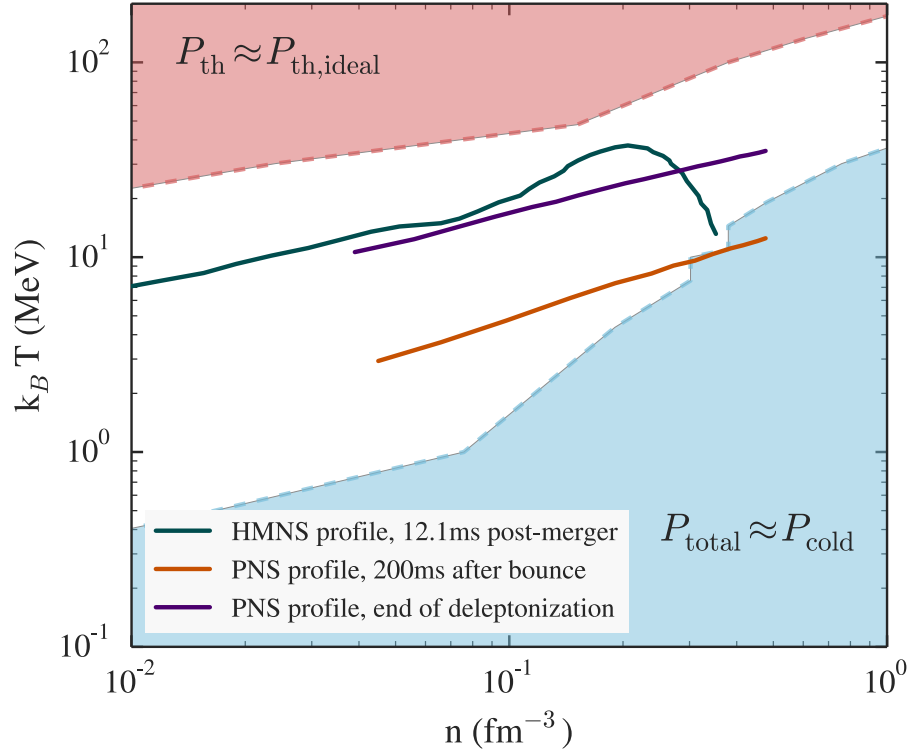 P_th ≈ P_th,ideal
10^2
10^1
10^0
10^-1
k_B T (MeV)
P_total ≈ P_cold
HMNS profile, 12.1ms post-merger
PNS profile, 200ms after bounce
PNS profile, end of deleptonization
10^-2
10^-1
10^0
n (fm^-3)